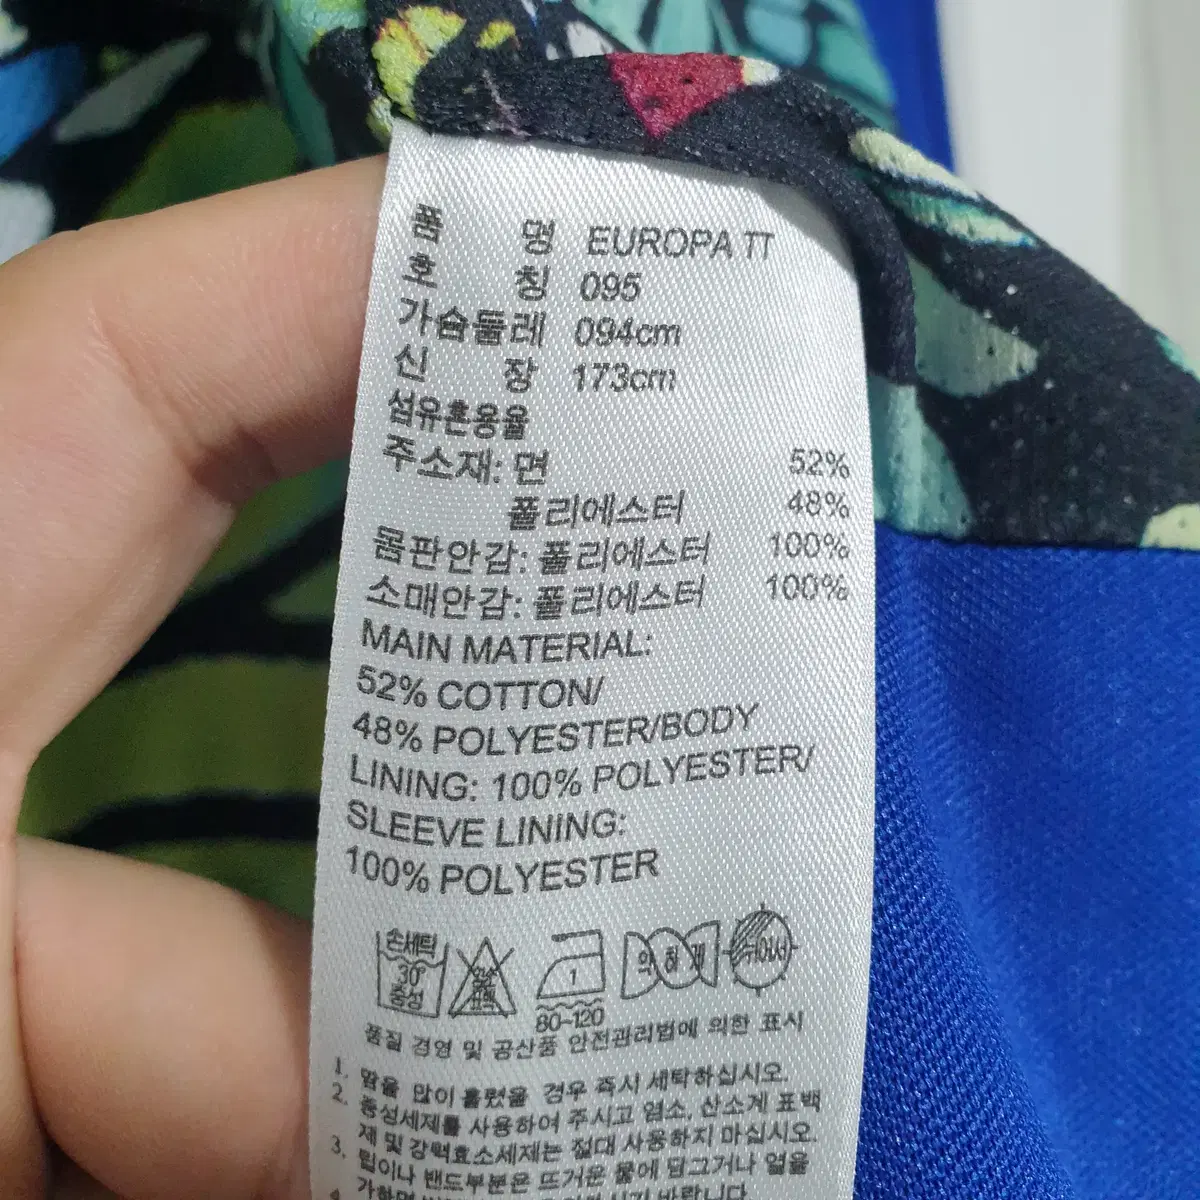 품 명 EUROPA TT
호 칭 095
가슴둘레 094cm
신 장 173cm
섬유혼용율
주소재: 면 52%
폴리에스터 48%
몸판안감: 폴리에스터 100%
소매안감: 폴리에스터 100%
MAIN MATERIAL:
52% COTTON/
48% POLYESTER/BODY
LINING: 100% POLYESTER/
SLEEVE LINING:
100% POLYESTER
손세탁
30°
중성
1
80~120
품질 경영 및 공산품 안전관리법에 의한 표시
1. 땀을 많이 흘렸을 경우 즉시 세탁하십시오.
2. 중성세제를 사용하여 주시고 염소, 산소계 표백
제 및 강력효소세제는 절대 사용하지 마십시오.
3. 립이나 밴드부분은 뜨거운 물에 담그거나 열을